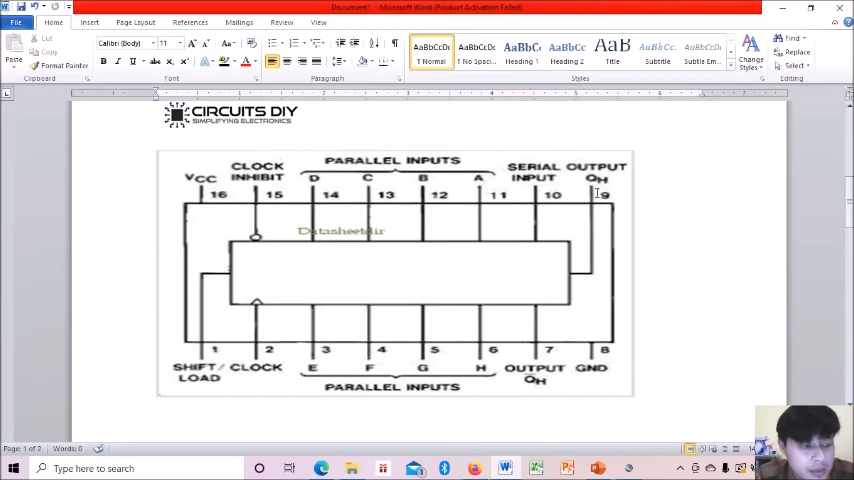 Document1 - Microsoft Word (Product Activation Failed)
File Home Insert Page Layout References Mailings Review View
Cut
Copy
Format Painter
Paste
Clipboard
Calibri (Body) 11
Font
Paragraph
AaBbCcDc AaBbCcDc AaBbCc AaBbCc AaB AaBbCc. AaBbCcDc
1 Normal 1 No Spaci... Heading 1 Heading 2 Title Subtitle Subtle Em...
Styles
Change Styles
Find
Replace
Select
Editing
CIRCUITS DIY
SIMPLIFYING ELECTRONICS
PARALLEL INPUTS
VCC CLOCK INHIBIT D C B A SERIAL INPUT OUTPUT QH
16 15 14 13 12 11 10 9
Datasheetdir
1 2 3 4 5 6 7 8
SHIFT/LOAD CLOCK E F G H OUTPUT Q̅H GND
PARALLEL INPUTS
Page: 1 of 2 Words: 0
Type here to search